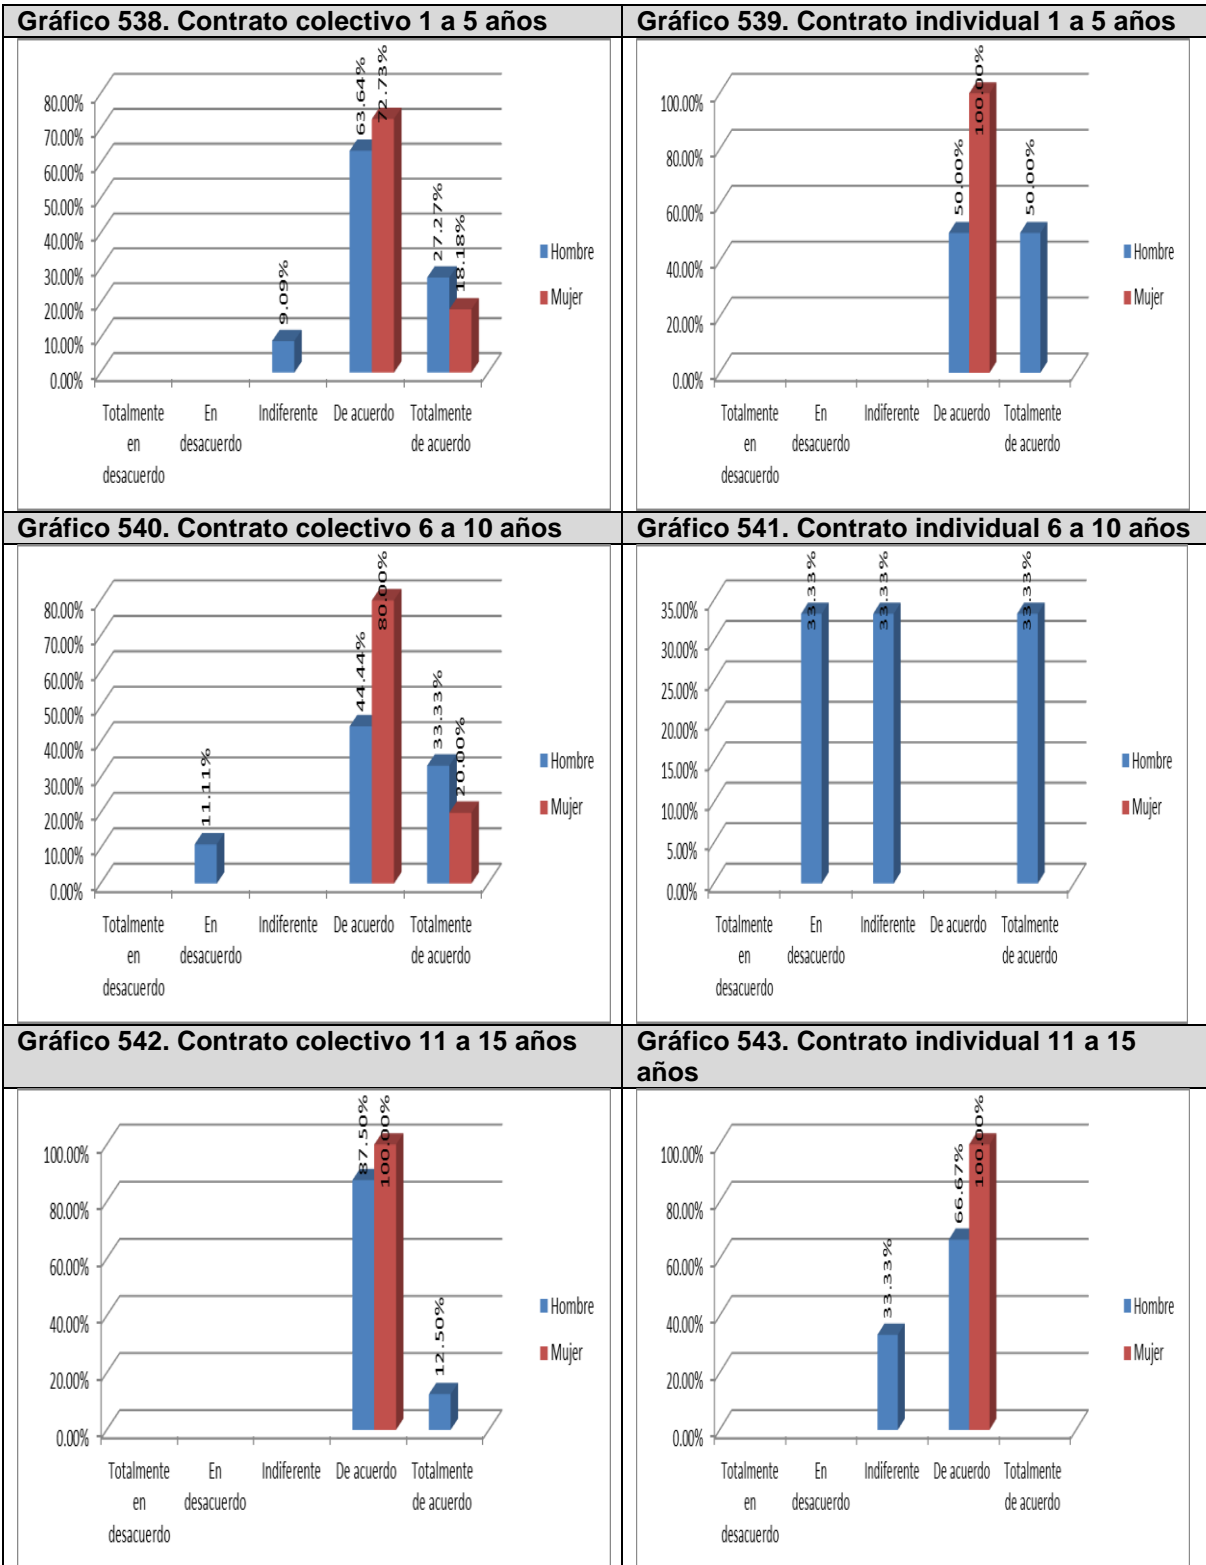 Gráfico 538. Contrato colectivo 1 a 5 años
80.00%
70.00%
60.00%
50.00%
40.00%
30.00%
20.00%
10.00%
0.00%
9.09%
63.64%
72.73%
27.27%
18.18%
Totalmente
en
desacuerdo
En
desacuerdo
Indiferente
De acuerdo
Totalmente
de acuerdo
Hombre
Mujer
Gráfico 539. Contrato individual 1 a 5 años
100.00%
80.00%
60.00%
40.00%
20.00%
0.00%
50.00%
100.00%
50.00%
Totalmente
en
desacuerdo
En
desacuerdo
Indiferente
De acuerdo
Totalmente
de acuerdo
Hombre
Mujer
Gráfico 540. Contrato colectivo 6 a 10 años
80.00%
70.00%
60.00%
50.00%
40.00%
30.00%
20.00%
10.00%
0.00%
11.11%
44.44%
80.00%
33.33%
20.00%
Totalmente
en
desacuerdo
En
desacuerdo
Indiferente
De acuerdo
Totalmente
de acuerdo
Hombre
Mujer
Gráfico 541. Contrato individual 6 a 10 años
35.00%
30.00%
25.00%
20.00%
15.00%
10.00%
5.00%
0.00%
33.33%
33.33%
33.33%
Totalmente
en
desacuerdo
En
desacuerdo
Indiferente
De acuerdo
Totalmente
de acuerdo
Hombre
Mujer
Gráfico 542. Contrato colectivo 11 a 15 años
100.00%
80.00%
60.00%
40.00%
20.00%
0.00%
87.50%
100.00%
12.50%
Totalmente
en
desacuerdo
En
desacuerdo
Indiferente
De acuerdo
Totalmente
de acuerdo
Hombre
Mujer
Gráfico 543. Contrato individual 11 a 15
años
100.00%
80.00%
60.00%
40.00%
20.00%
0.00%
33.33%
66.67%
100.00%
Totalmente
en
desacuerdo
En
desacuerdo
Indiferente
De acuerdo
Totalmente
de acuerdo
Hombre
Mujer